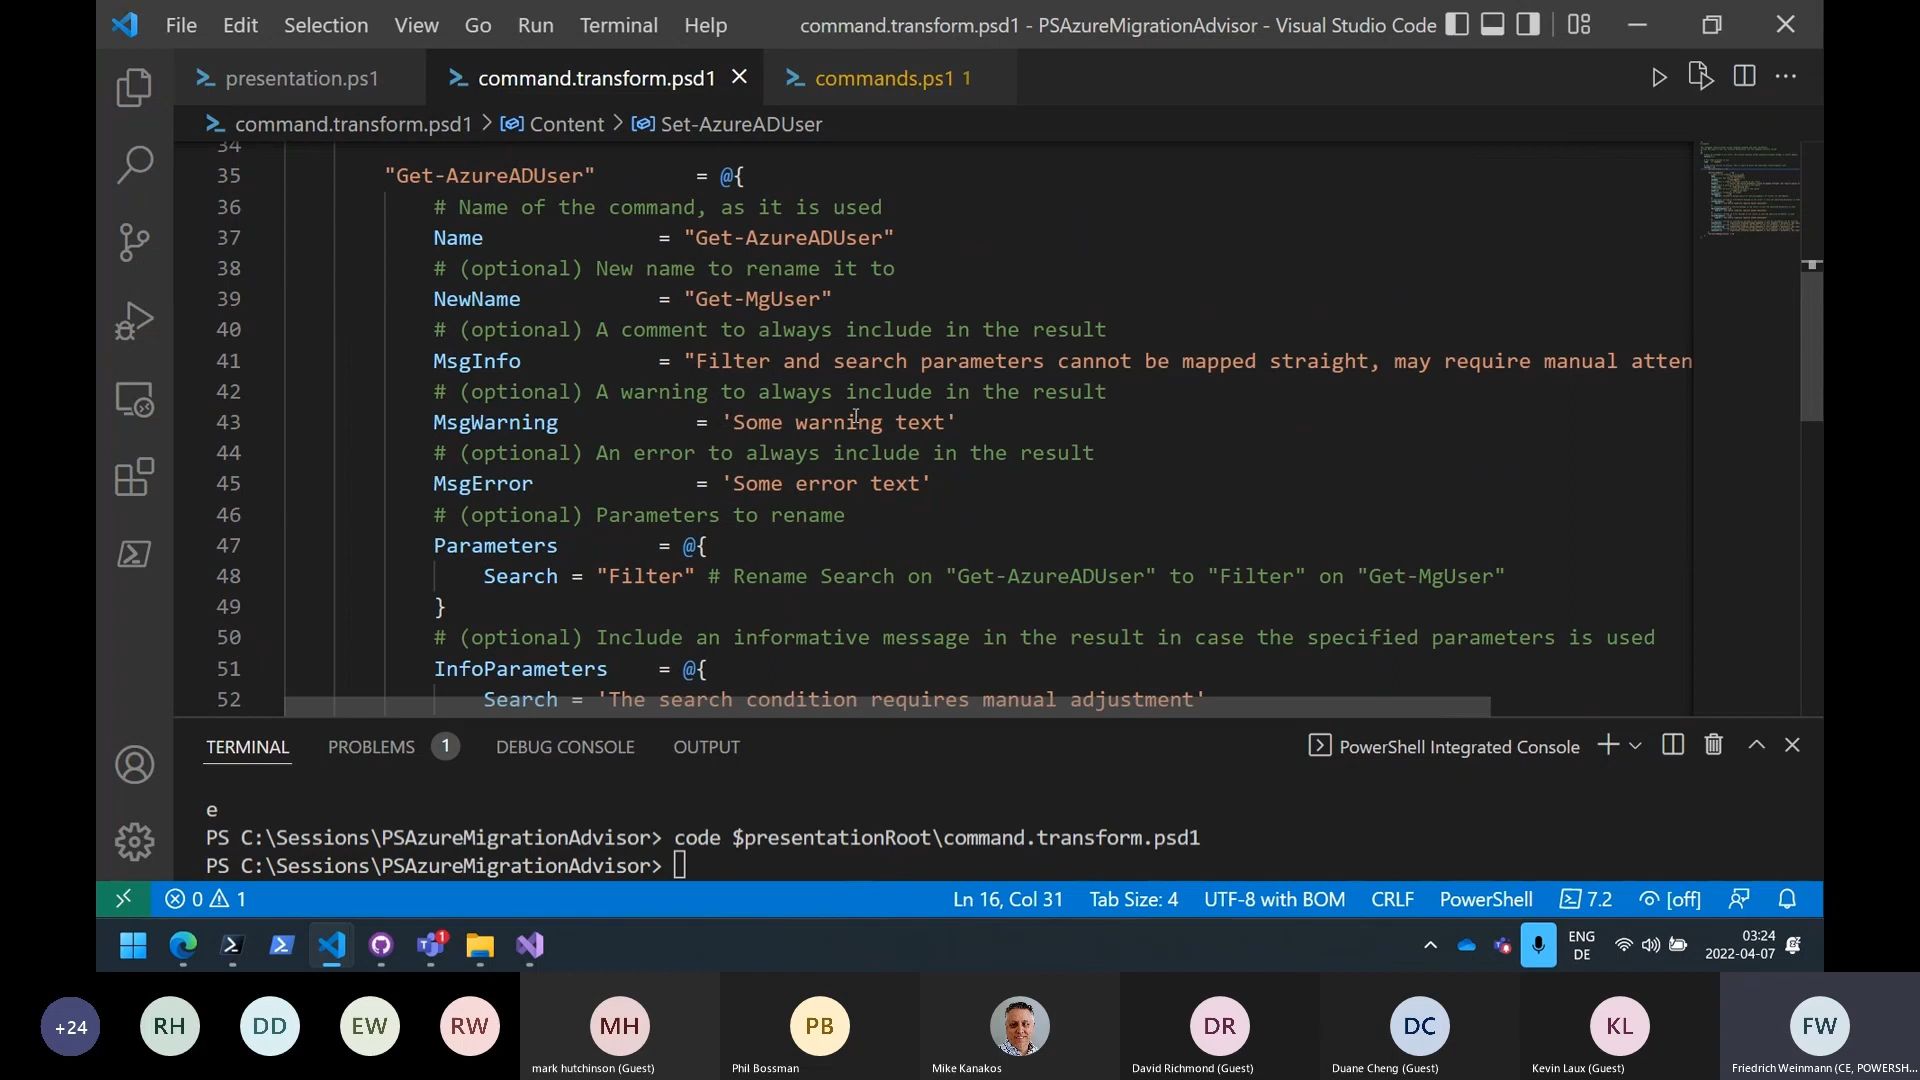 File Edit Selection View Go Run Terminal Help command.transform.psd1 - PSAzureMigrationAdvisor - Visual Studio Code
presentation.ps1 command.transform.psd1 commands.ps1 1
command.transform.psd1 > Content > Set-AzureADUser
34
35 "Get-AzureADUser" = @{
36 # Name of the command, as it is used
37 Name = "Get-AzureADUser"
38 # (optional) New name to rename it to
39 NewName = "Get-MgUser"
40 # (optional) A comment to always include in the result
41 MsgInfo = "Filter and search parameters cannot be mapped straight, may require manual atten
42 # (optional) A warning to always include in the result
43 MsgWarning = 'Some warning text'
44 # (optional) An error to always include in the result
45 MsgError = 'Some error text'
46 # (optional) Parameters to rename
47 Parameters = @{
48 Search = "Filter" # Rename Search on "Get-AzureADUser" to "Filter" on "Get-MgUser"
49 }
50 # (optional) Include an informative message in the result in case the specified parameters is used
51 InfoParameters = @{
52 Search = 'The search condition requires manual adjustment'
TERMINAL PROBLEMS 1 DEBUG CONSOLE OUTPUT PowerShell Integrated Console
e
PS C:\Sessions\PSAzureMigrationAdvisor> code $presentationRoot\command.transform.psd1
PS C:\Sessions\PSAzureMigrationAdvisor>
0 1 Ln 16, Col 31 Tab Size: 4 UTF-8 with BOM CRLF PowerShell 7.2 [off]
1 ENG 03:24
DE 2022-04-07
+24 RH DD EW RW MH PB DR DC KL FW
mark hutchinson (Guest) Phil Bossman Mike Kanakos David Richmond (Guest) Duane Cheng (Guest) Kevin Laux (Guest) Friedrich Weinmann (CE, POWERSH...